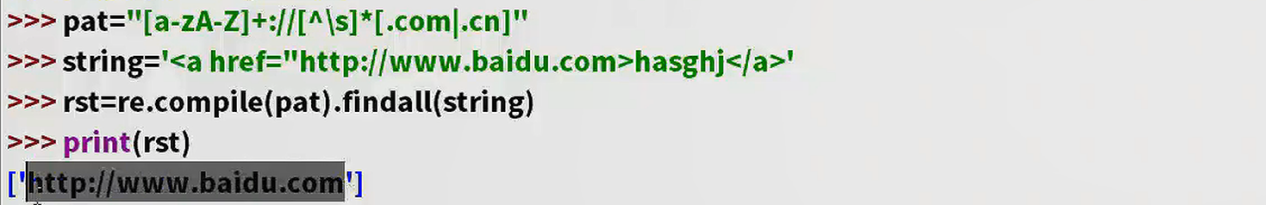 >>> pat="[a-zA-Z]+://[^\s]*[.com|.cn]"
>>> string='<a href="http://www.baidu.com>hasghj</a>'
>>> rst=re.compile(pat).findall(string)
>>> print(rst)
['http://www.baidu.com']